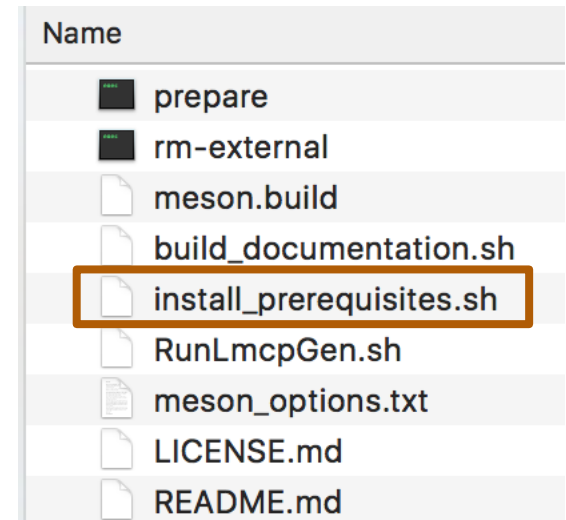 Name
prepare
rm-external
meson.build
build_documentation.sh
install_prerequisites.sh
RunLmcpGen.sh
meson_options.txt
LICENSE.md
README.md